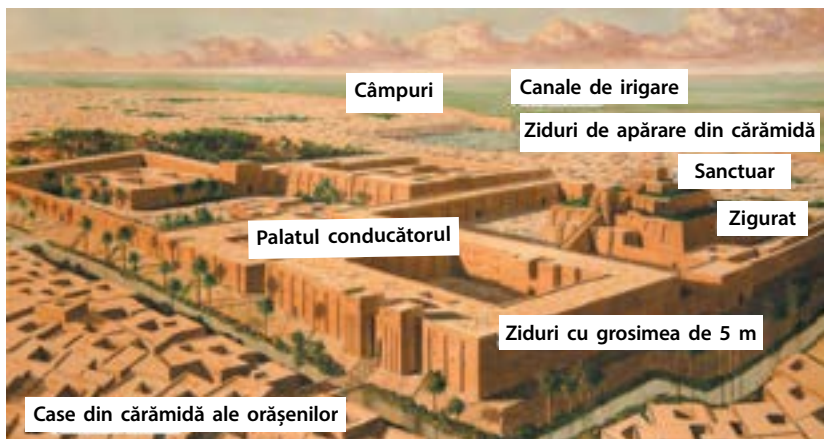 Câmpuri
Canale de irigare
Ziduri de apărare din cărămidă
Sanctuar
Zigurat
Palatul conducătorul
Ziduri cu grosimea de 5 m
Case din cărămidă ale orășenilor